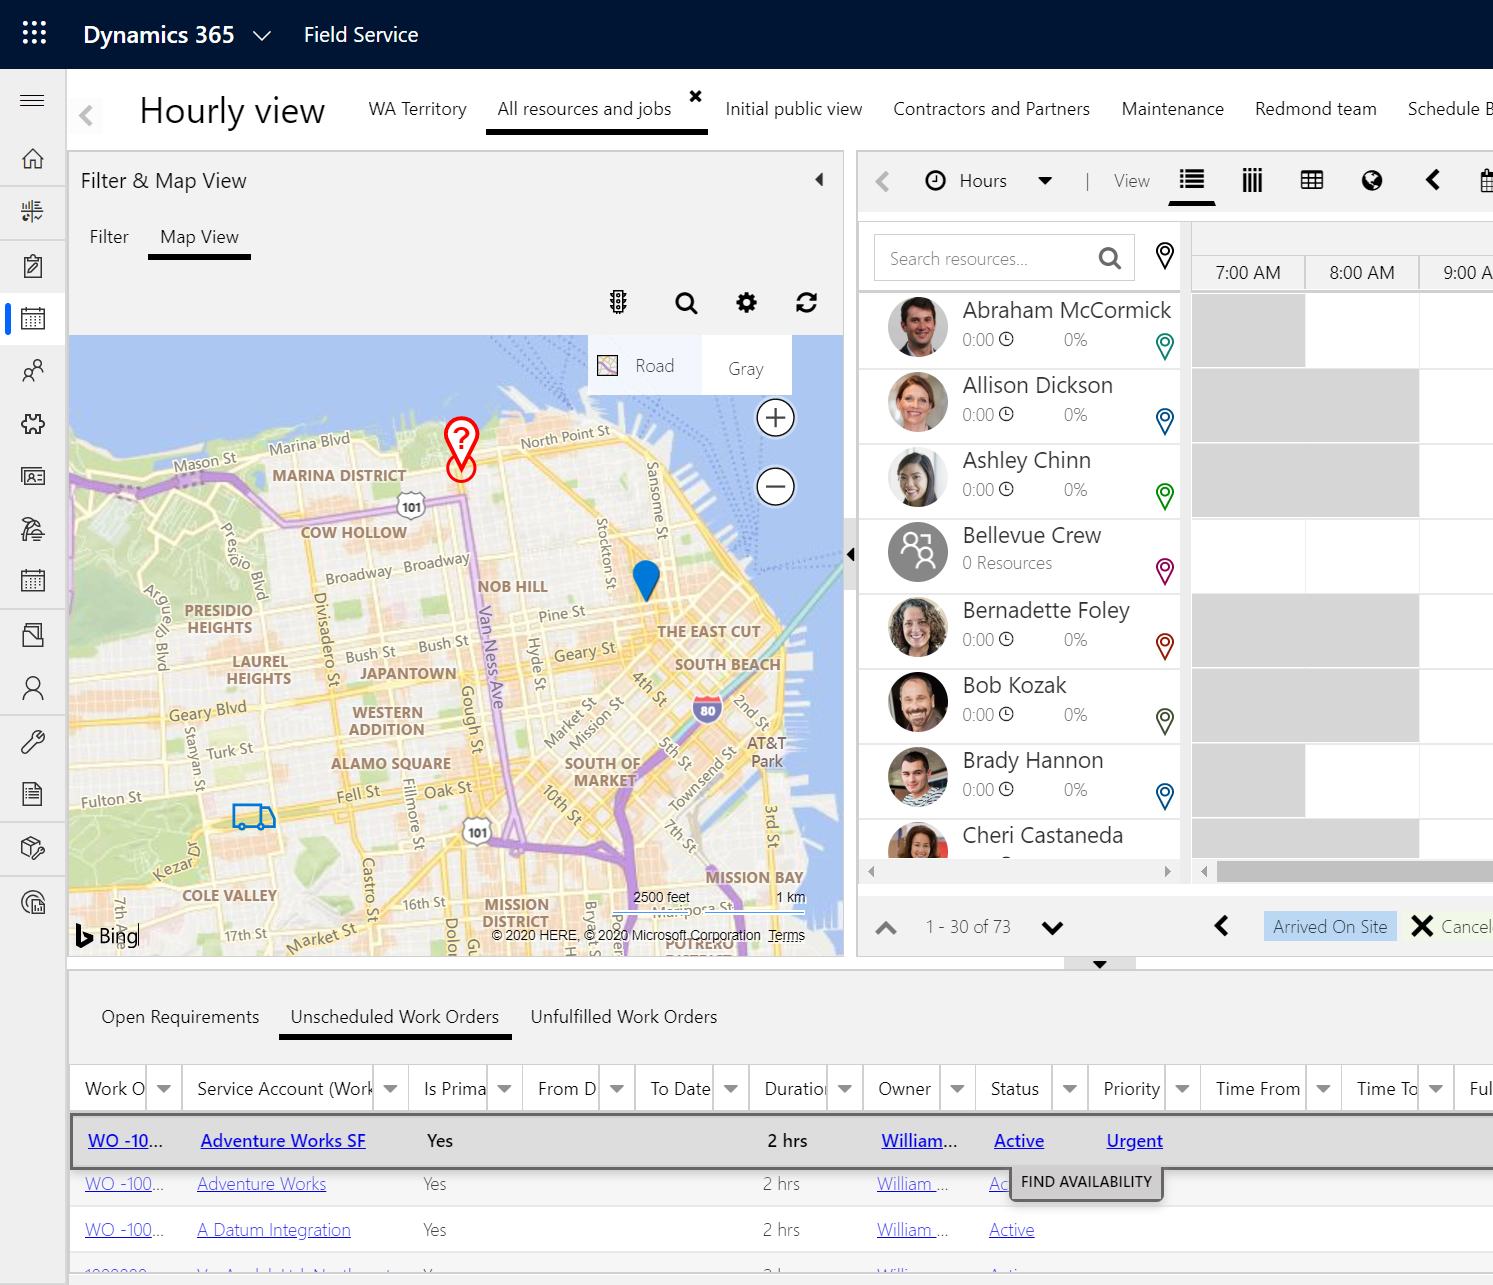 Dynamics 365 Field Service
Hourly view WA Territory All resources and jobs Initial public view Contractors and Partners Maintenance Redmond team Schedule B
Filter & Map View
Filter Map View
Road Gray
Mason St
Marina Blvd
MARINA DISTRICT
North Point St
101
COW HOLLOW
Sansome St
Stockton St
Presidio Blvd
Arguello Blvd
Divisadero St
Broadway Broadway
NOB HILL
PRESIDIO HEIGHTS
Van Ness Ave
Pine St
THE EAST CUT
LAUREL HEIGHTS
Bush St Bush St
Hyde St
Geary St
SOUTH BEACH
JAPANTOWN
4th St
Geary Blvd
WESTERN ADDITION
Gough St
Market St
Mission St
80
2nd St
Stanyan St
Turk St
5th St
AT&T Park
ALAMO SQUARE
SOUTH OF MARKET
Townsend St
Fulton St
Fell St
Oak St
Fillmore St
10th St
7th St
3rd St
101
Kezar Dr
COLE VALLEY
Castro St
16th St
MISSION DISTRICT
MISSION BAY
2500 feet 1 km
Mariposa St
7th Ave
17th St
Market St
Dolor
Bryant S
POTRERO
Bing
© 2020 HERE, © 2020 Microsoft Corporation Terms
Hours | View
Search resources...
7:00 AM 8:00 AM 9:00 A
Abraham McCormick
0:00 0%
Allison Dickson
0:00 0%
Ashley Chinn
0:00 0%
Bellevue Crew
0 Resources
Bernadette Foley
0:00 0%
Bob Kozak
0:00 0%
Brady Hannon
0:00 0%
Cheri Castaneda
1 - 30 of 73
Arrived On Site Cancel
Open Requirements Unscheduled Work Orders Unfulfilled Work Orders
Work O Service Account (Work Is Prima From D To Date Duration Owner Status Priority Time From Time To Ful
WO -10... Adventure Works SF Yes 2 hrs William... Active Urgent
WO -100... Adventure Works Yes 2 hrs William ... Ac
FIND AVAILABILITY
WO -100... A Datum Integration Yes 2 hrs William ... Active